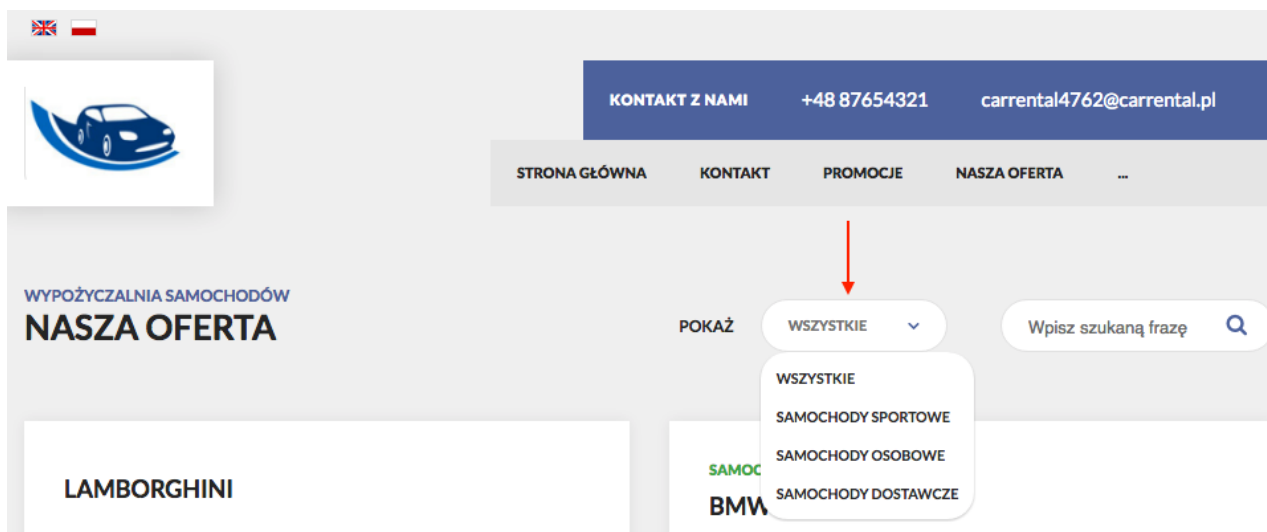 KONTAKT Z NAMI +48 87654321 carrental4762@carrental.pl
STRONA GŁÓWNA KONTAKT PROMOCJE NASZA OFERTA ...
WYPOŻYCZALNIA SAMOCHODÓW
NASZA OFERTA
POKAŻ WSZYSTKIE Wpisz szukaną frazę
WSZYSTKIE
SAMOCHODY SPORTOWE
SAMOCHODY OSOBOWE
SAMOCHODY DOSTAWCZE
LAMBORGHINI
SAMOC
BMW